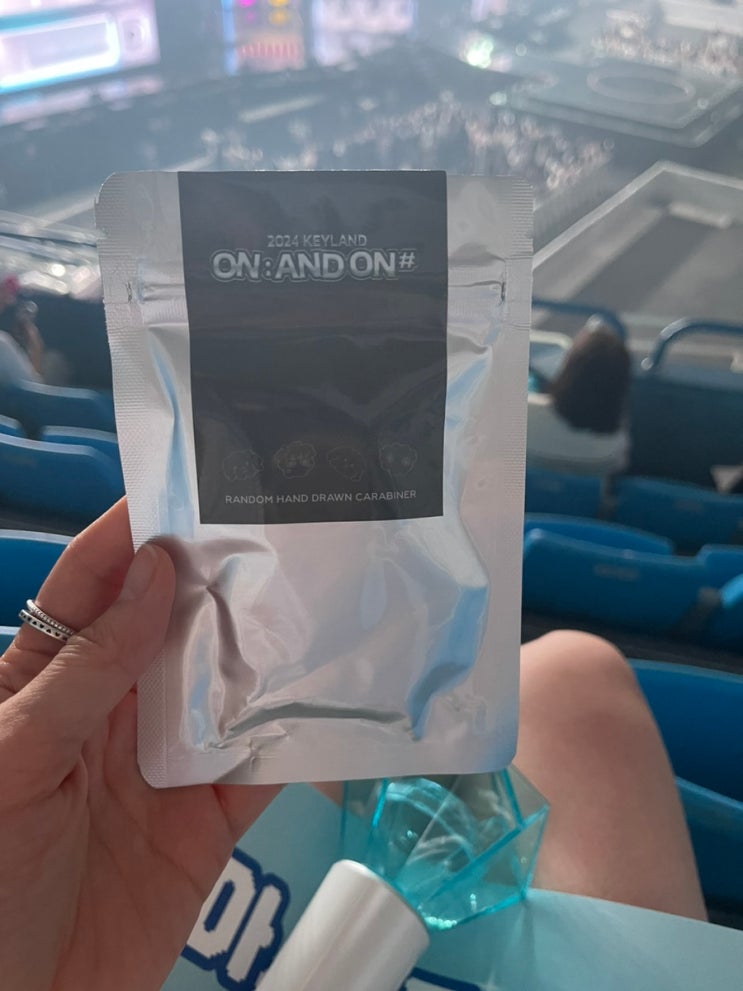 2024 KEYLAND
ON : AND ON#
RANDOM HAND DRAWN CARABINER